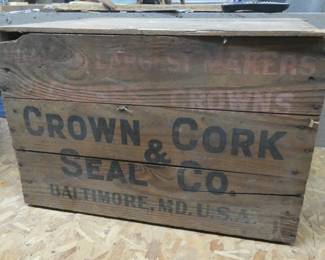 LARGEST MAKERS
CROWNS
CROWN CORK
& 
SEAL CO.
BALTIMORE, MD. U.S.A.